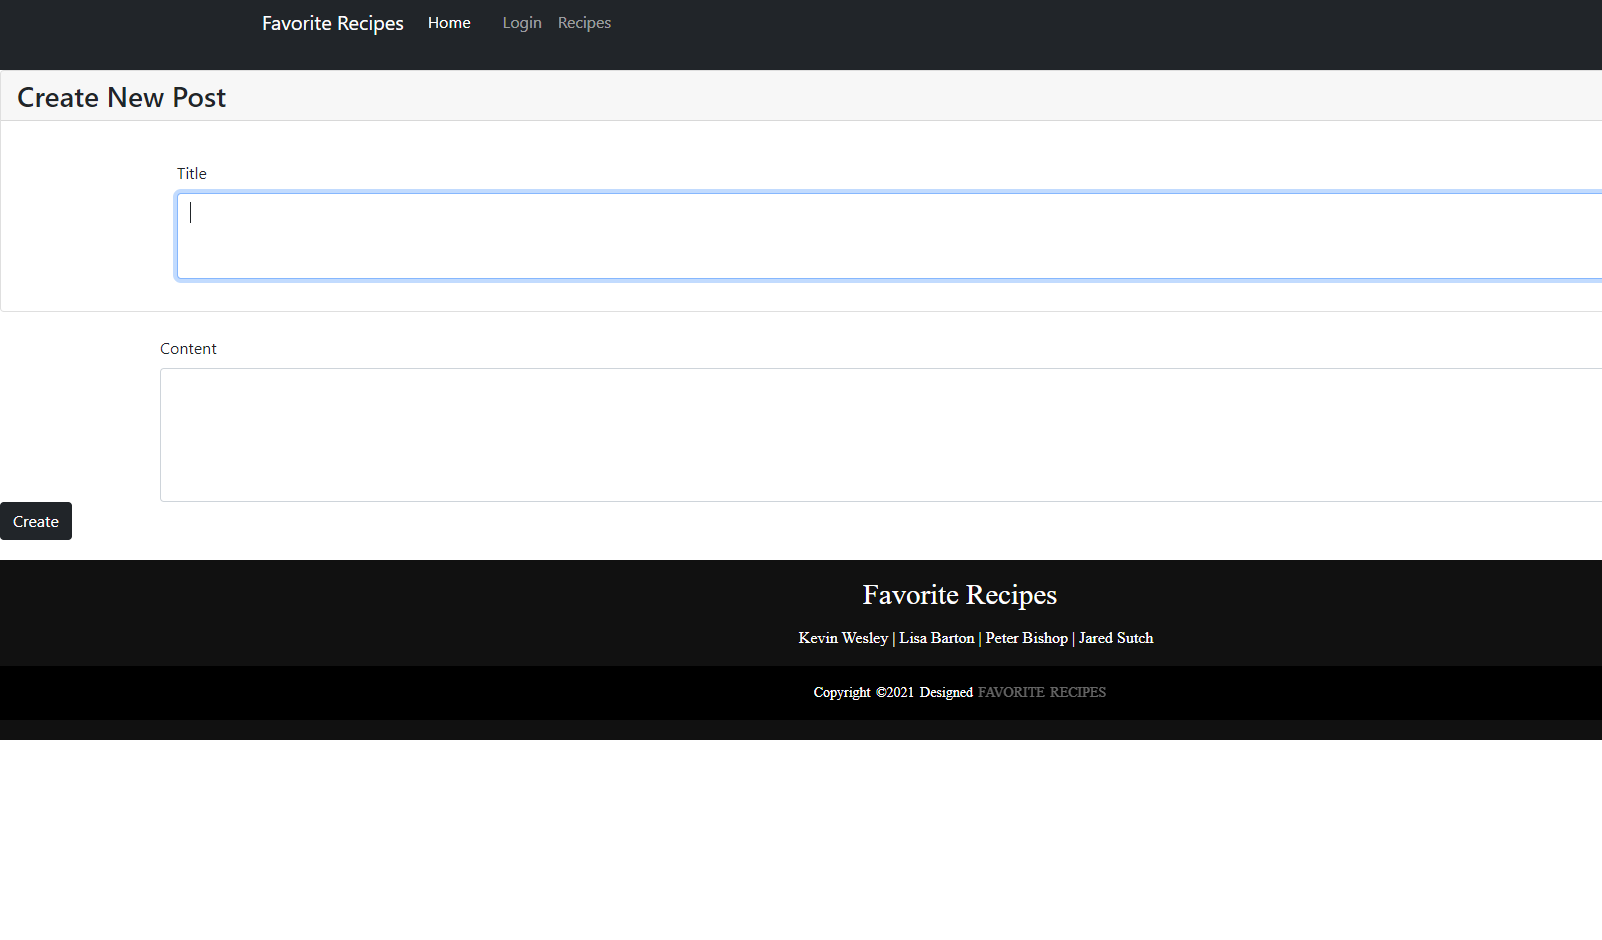 Favorite Recipes Home Login Recipes
Create New Post
Title
Content
Create
Favorite Recipes
Kevin Wesley | Lisa Barton | Peter Bishop | Jared Sutch
Copyright ©2021 Designed FAVORITE RECIPES